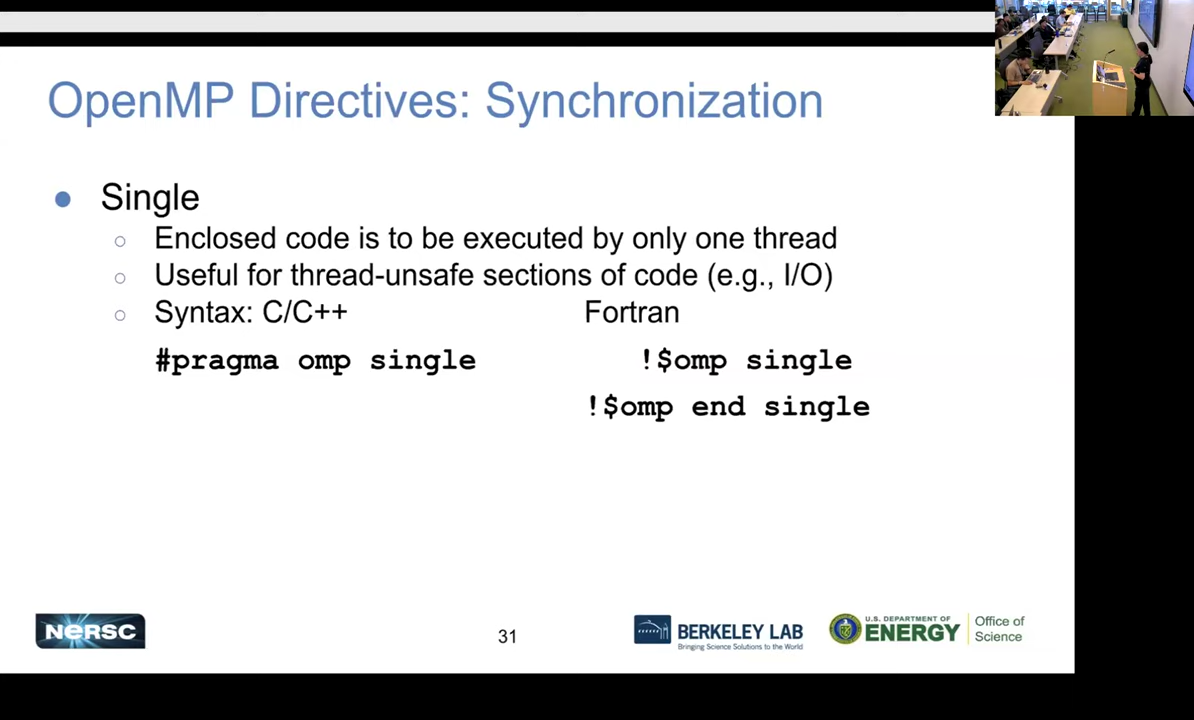 OpenMP Directives: Synchronization
Single
Enclosed code is to be executed by only one thread
Useful for thread-unsafe sections of code (e.g., I/O)
Syntax: C/C++ Fortran
#pragma omp single !$omp single
!$omp end single
NERSC
31
BERKELEY LAB
Bringing Science Solutions to the World
U.S. DEPARTMENT OF
ENERGY
Office of
Science